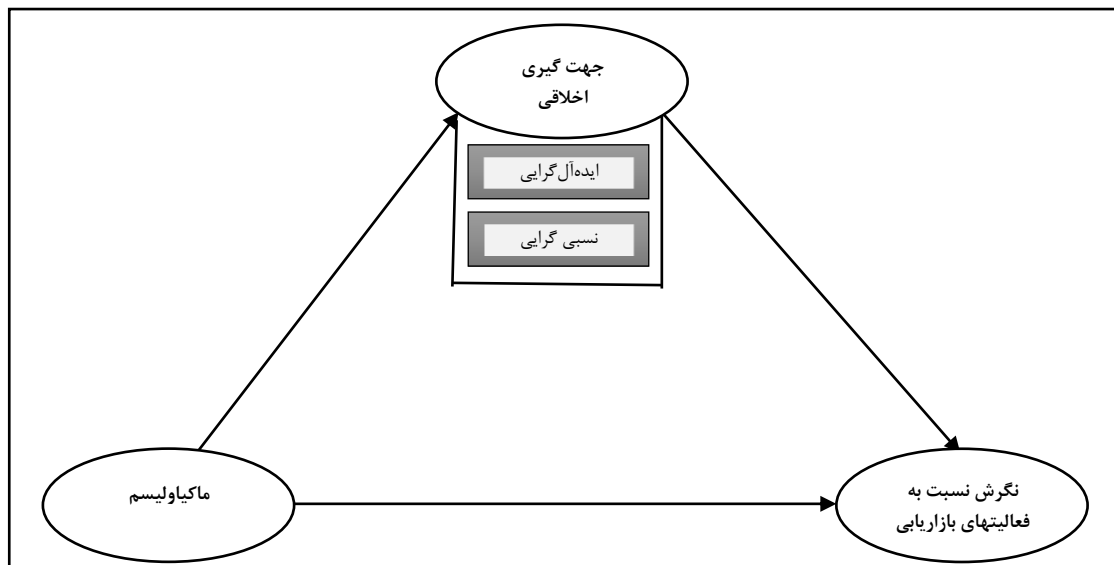 جهت گیری
اخلاقی
ایده‌آل‌گرایی
نسبی گرایی
ماکیاولیسم
نگرش نسبت به
فعالیتهای بازاریابی